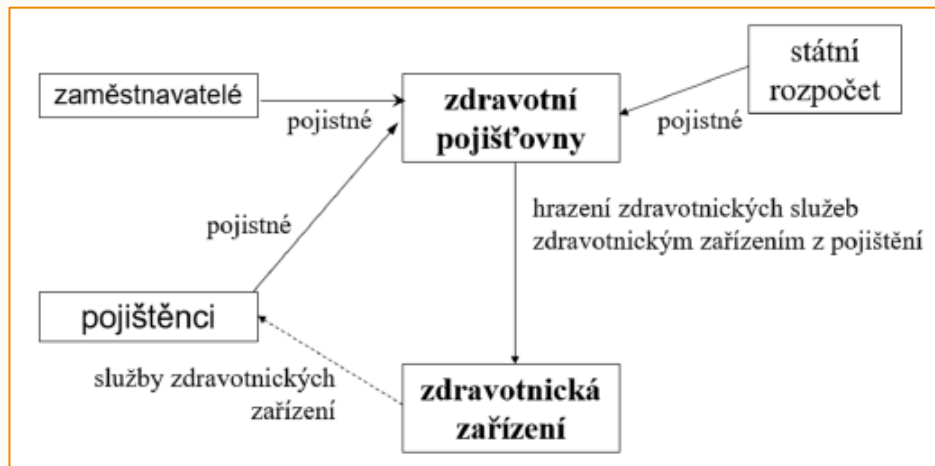 zaměstnavatelé
pojistné
zdravotní
pojišťovny
státní
rozpočet
pojistné
pojistné
hrazení zdravotnických služeb
zdravotnickým zařízením z pojištění
pojištěnci
služby zdravotnických
zařízení
zdravotnická
zařízení